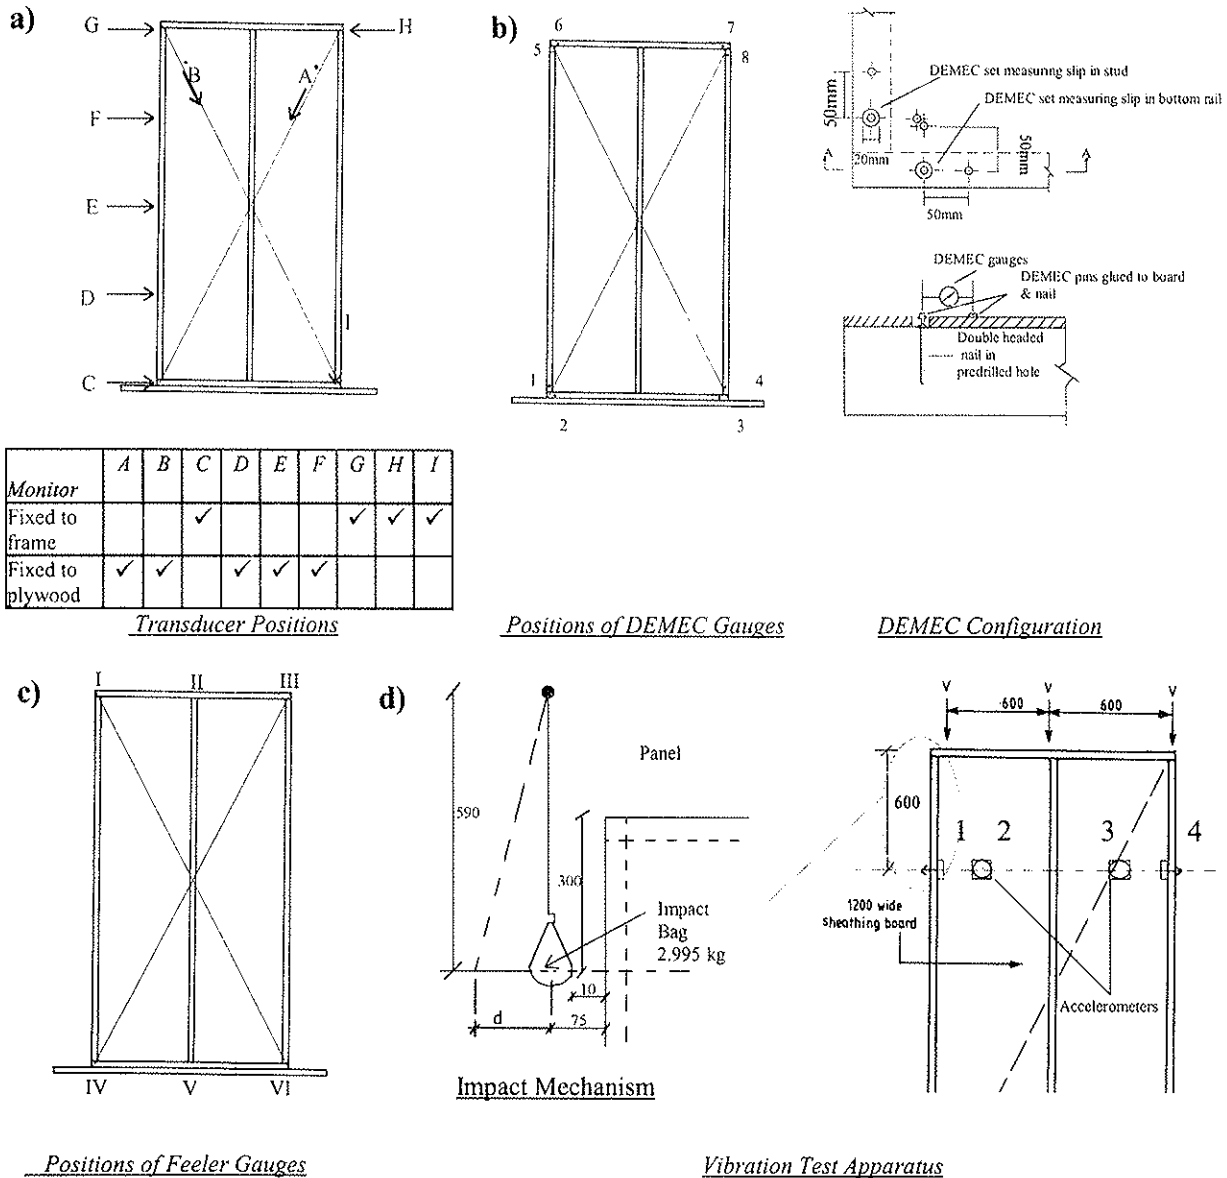 a)
G
H
B
A
F
E
D
I
C
Monitor A B C D E F G H I
Fixed to frame ✓ ✓ ✓ ✓
Fixed to plywood ✓ ✓ ✓ ✓ ✓
Transducer Positions
b)
6
7
5
8
1
4
2
3
Positions of DEMEC Gauges
DEMEC set measuring slip in stud
DEMEC set measuring slip in bottom rail
50mm
20mm
50mm
A
A
50mm
DEMEC gauges
DEMEC pins glued to board
& nail
Double headed
nail in
predrilled hole
DEMEC Configuration
c)
I
II
III
IV
V
VI
Positions of Feeler Gauges
d)
590
Panel
300
Impact
Bag
2.995 kg
10
d
75
Impact Mechanism
V
V
V
600
600
600
1
2
3
4
1200 wide
sheathing board
Accelerometers
Vibration Test Apparatus